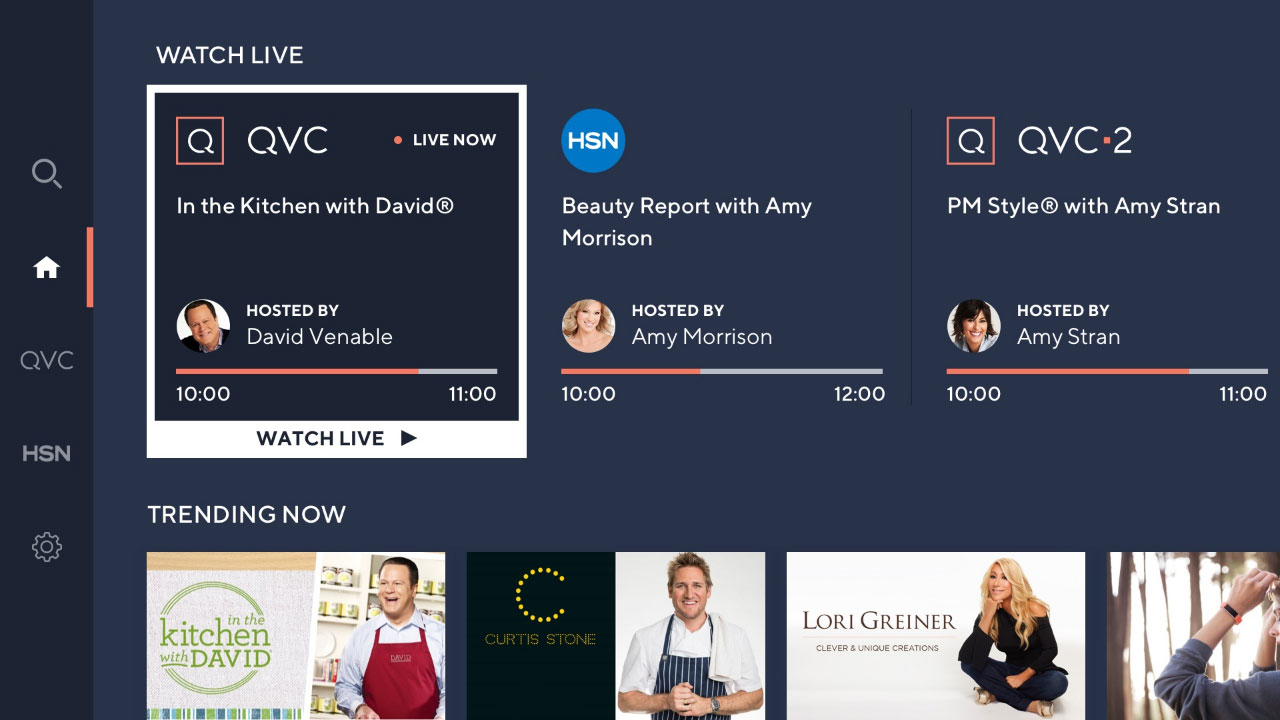 WATCH LIVE
Q QVC
LIVE NOW
In the Kitchen with David®
HOSTED BY
David Venable
10:00 11:00
WATCH LIVE
HSN
Beauty Report with Amy
Morrison
HOSTED BY
Amy Morrison
10:00 12:00
Q QVC▪2
PM Style® with Amy Stran
HOSTED BY
Amy Stran
10:00 11:00
QVC
HSN
TRENDING NOW
in the
kitchen
with DAVID
DAVID
C
CURTIS STONE
LORI GREINER
CLEVER & UNIQUE CREATIONS